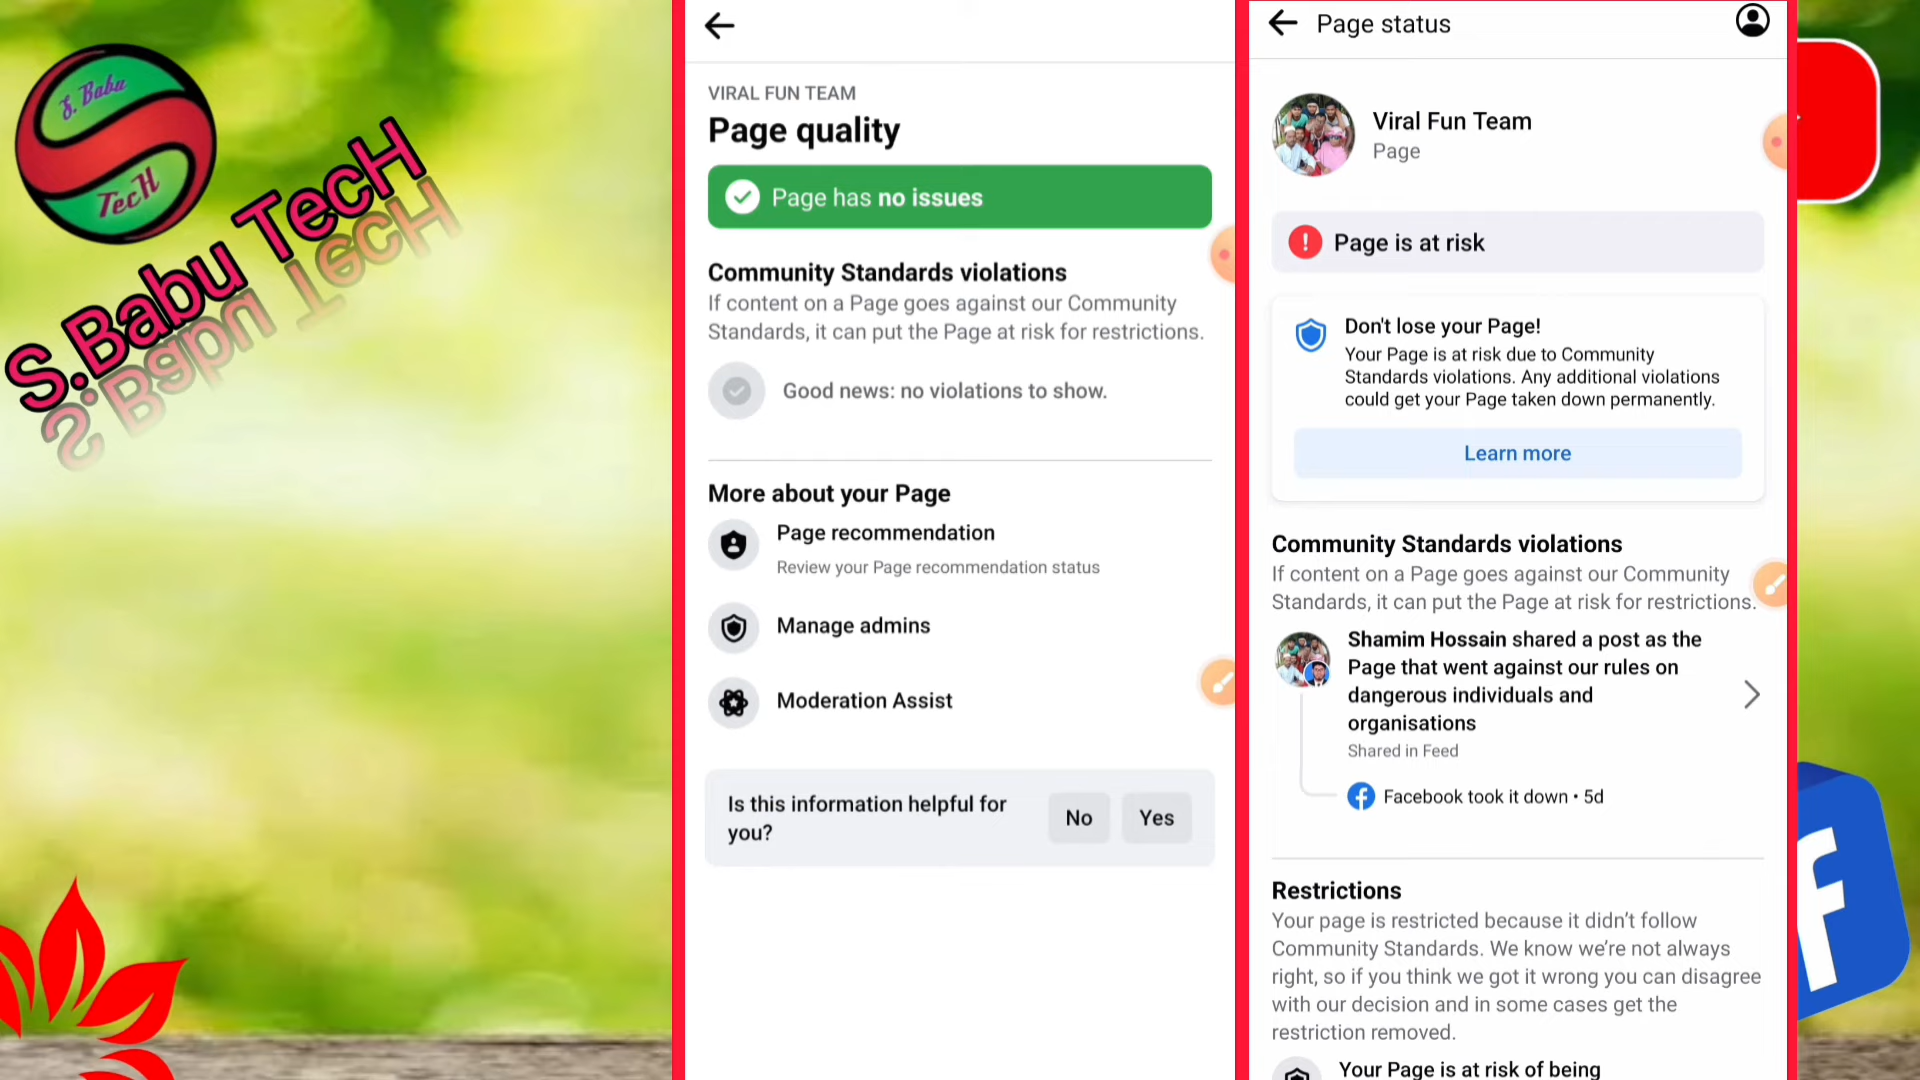 S. Babu
TecH
S.Babu TecH
VIRAL FUN TEAM
Page quality
Page has no issues
Community Standards violations
If content on a Page goes against our Community
Standards, it can put the Page at risk for restrictions.
Good news: no violations to show.
More about your Page
Page recommendation
Review your Page recommendation status
Manage admins
Moderation Assist
Is this information helpful for
you?
No
Yes
Page status
Viral Fun Team
Page
Page is at risk
Don't lose your Page!
Your Page is at risk due to Community
Standards violations. Any additional violations
could get your Page taken down permanently.
Learn more
Community Standards violations
If content on a Page goes against our Community
Standards, it can put the Page at risk for restrictions.
Shamim Hossain shared a post as the
Page that went against our rules on
dangerous individuals and
organisations
Shared in Feed
Facebook took it down • 5d
Restrictions
Your page is restricted because it didn’t follow
Community Standards. We know we’re not always
right, so if you think we got it wrong you can disagree
with our decision and in some cases get the
restriction removed.
Your Page is at risk of being